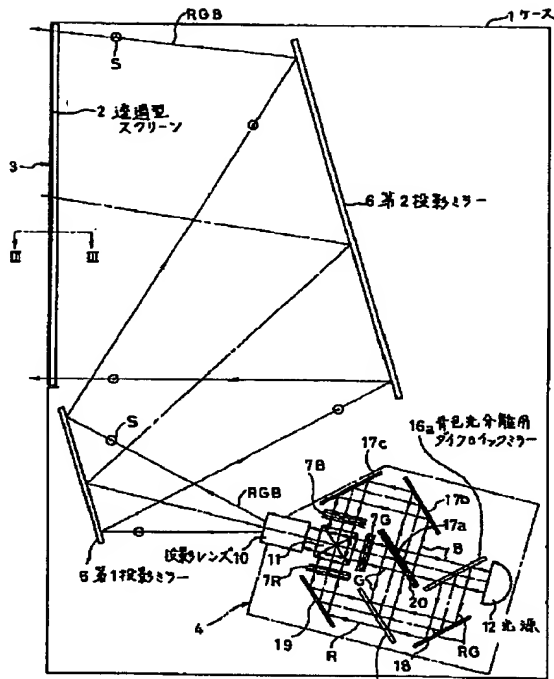 RGB
1 ケース
S
2 透過型
スクリーン
3
6 第2投影ミラー
III
III
16a 青色光分離用
ダイクロイックミラー
S
17c
17b
7B
RGB
7G
17a
B
投影レンズ10
11
5 第1投影ミラー
7R
G
20
12 光源
4
19
R
18
RG